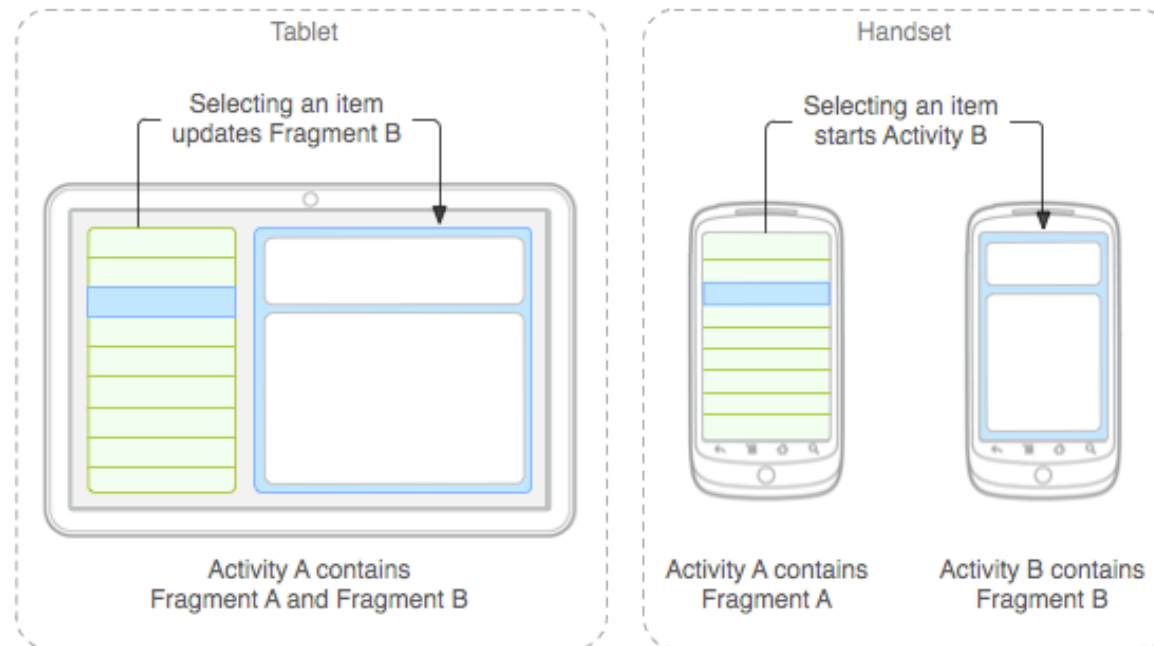 Tablet
Selecting an item
updates Fragment B
Activity A contains
Fragment A and Fragment B
Handset
Selecting an item
starts Activity B
Activity A contains
Fragment A
Activity B contains
Fragment B